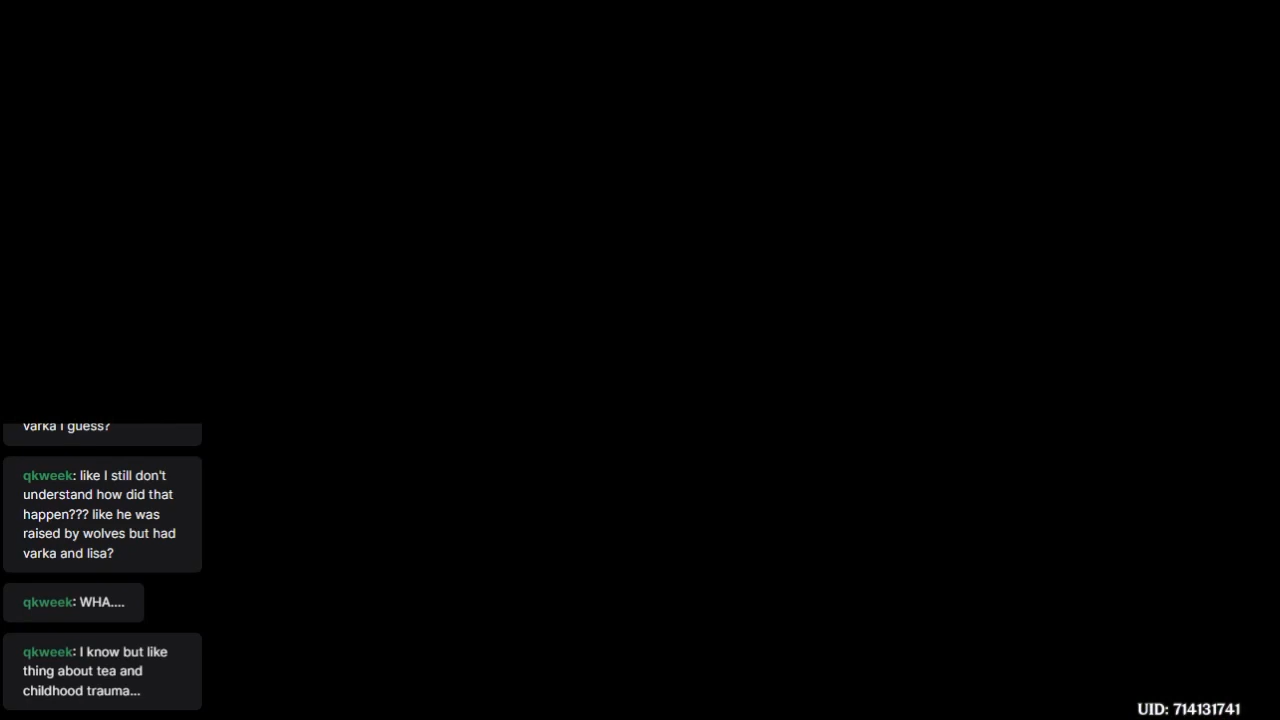 varka I guess?
qkweek: like I still don't
understand how did that
happen??? like he was
raised by wolves but had
varka and lisa?
qkweek: WHA....
qkweek: I know but like
thing about tea and
childhood trauma...
UID: 714131741